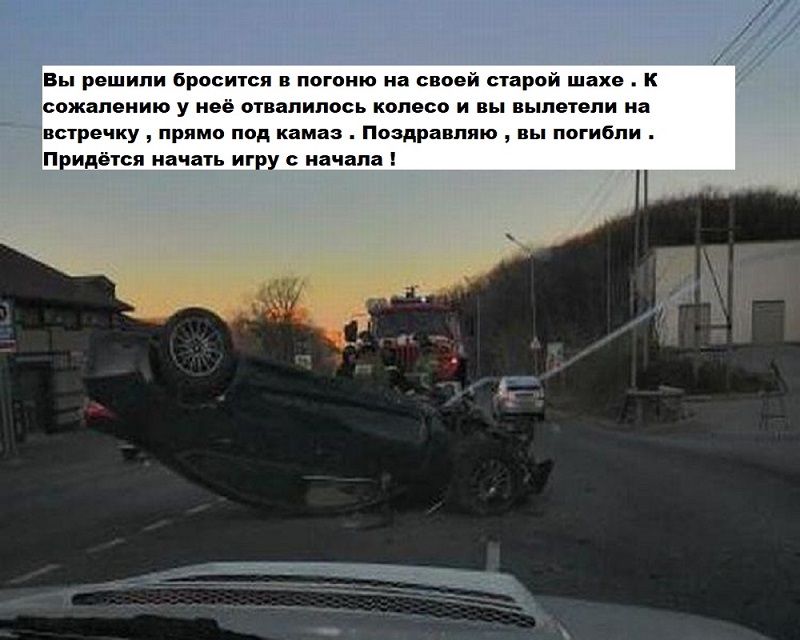 Вы решили бросится в погоню на своей старой шахе . К
сожалению у неё отвалилось колесо и вы вылетели на
встречку , прямо под камаз . Поздравляю , вы погибли .
Придётся начать игру с начала !